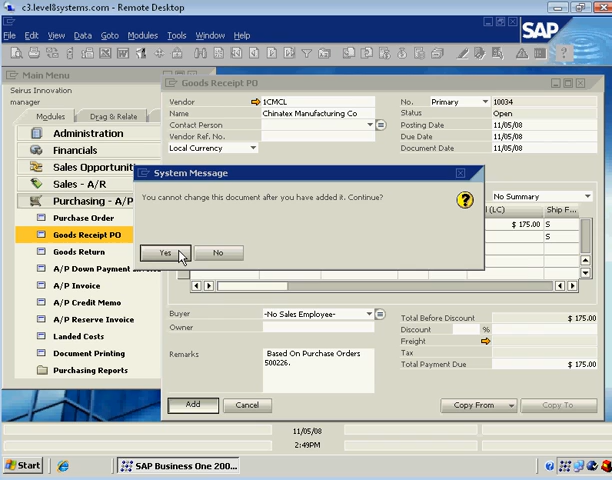 c3.level8systems.com - Remote Desktop
File Edit View Data Goto Modules Tools Window Help
SAP
Main Menu
Seirus Innovation
manager
Modules Drag & Relate
Administration
Financials
Sales Opportuniti
Sales - A/R
Purchasing - A/P
Purchase Order
Goods Receipt PO
Goods Return
A/P Down Payment Invoice
A/P Invoice
A/P Credit Memo
A/P Reserve Invoice
Landed Costs
Document Printing
Purchasing Reports
Goods Receipt PO
Vendor 1CMCL
Name Chinatex Manufacturing Co
Contact Person
Vendor Ref. No.
Local Currency
No. Primary 10034
Status Open
Posting Date 11/05/08
Due Date 11/05/08
Document Date 11/05/08
System Message
You cannot change this document after you have added it. Continue?
Yes No
No Summary
(LC) Ship F...
$ 175.00 S
S
Buyer -No Sales Employee-
Owner
Remarks Based On Purchase Orders
500226.
Total Before Discount $ 175.00
Discount %
Freight
Tax
Total Payment Due $ 175.00
Add Cancel Copy From Copy To
11/05/08
2:49PM
Start SAP Business One 200...